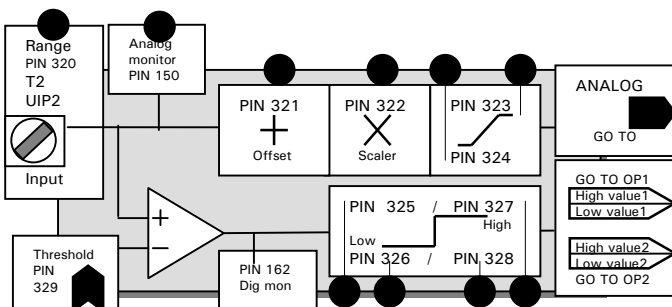 Range
PIN 320
T2
UIP2
Input
Analog
monitor
PIN 150
PIN 321
Offset
PIN 322
Scaler
PIN 323
PIN 324
ANALOG
GO TO
GO TO OP1
High value1
Low value1
High value2
Low value2
GO TO OP2
PIN 325 / PIN 327
High
Low
PIN 326 / PIN 328
Threshold
PIN
329
PIN 162
Dig mon